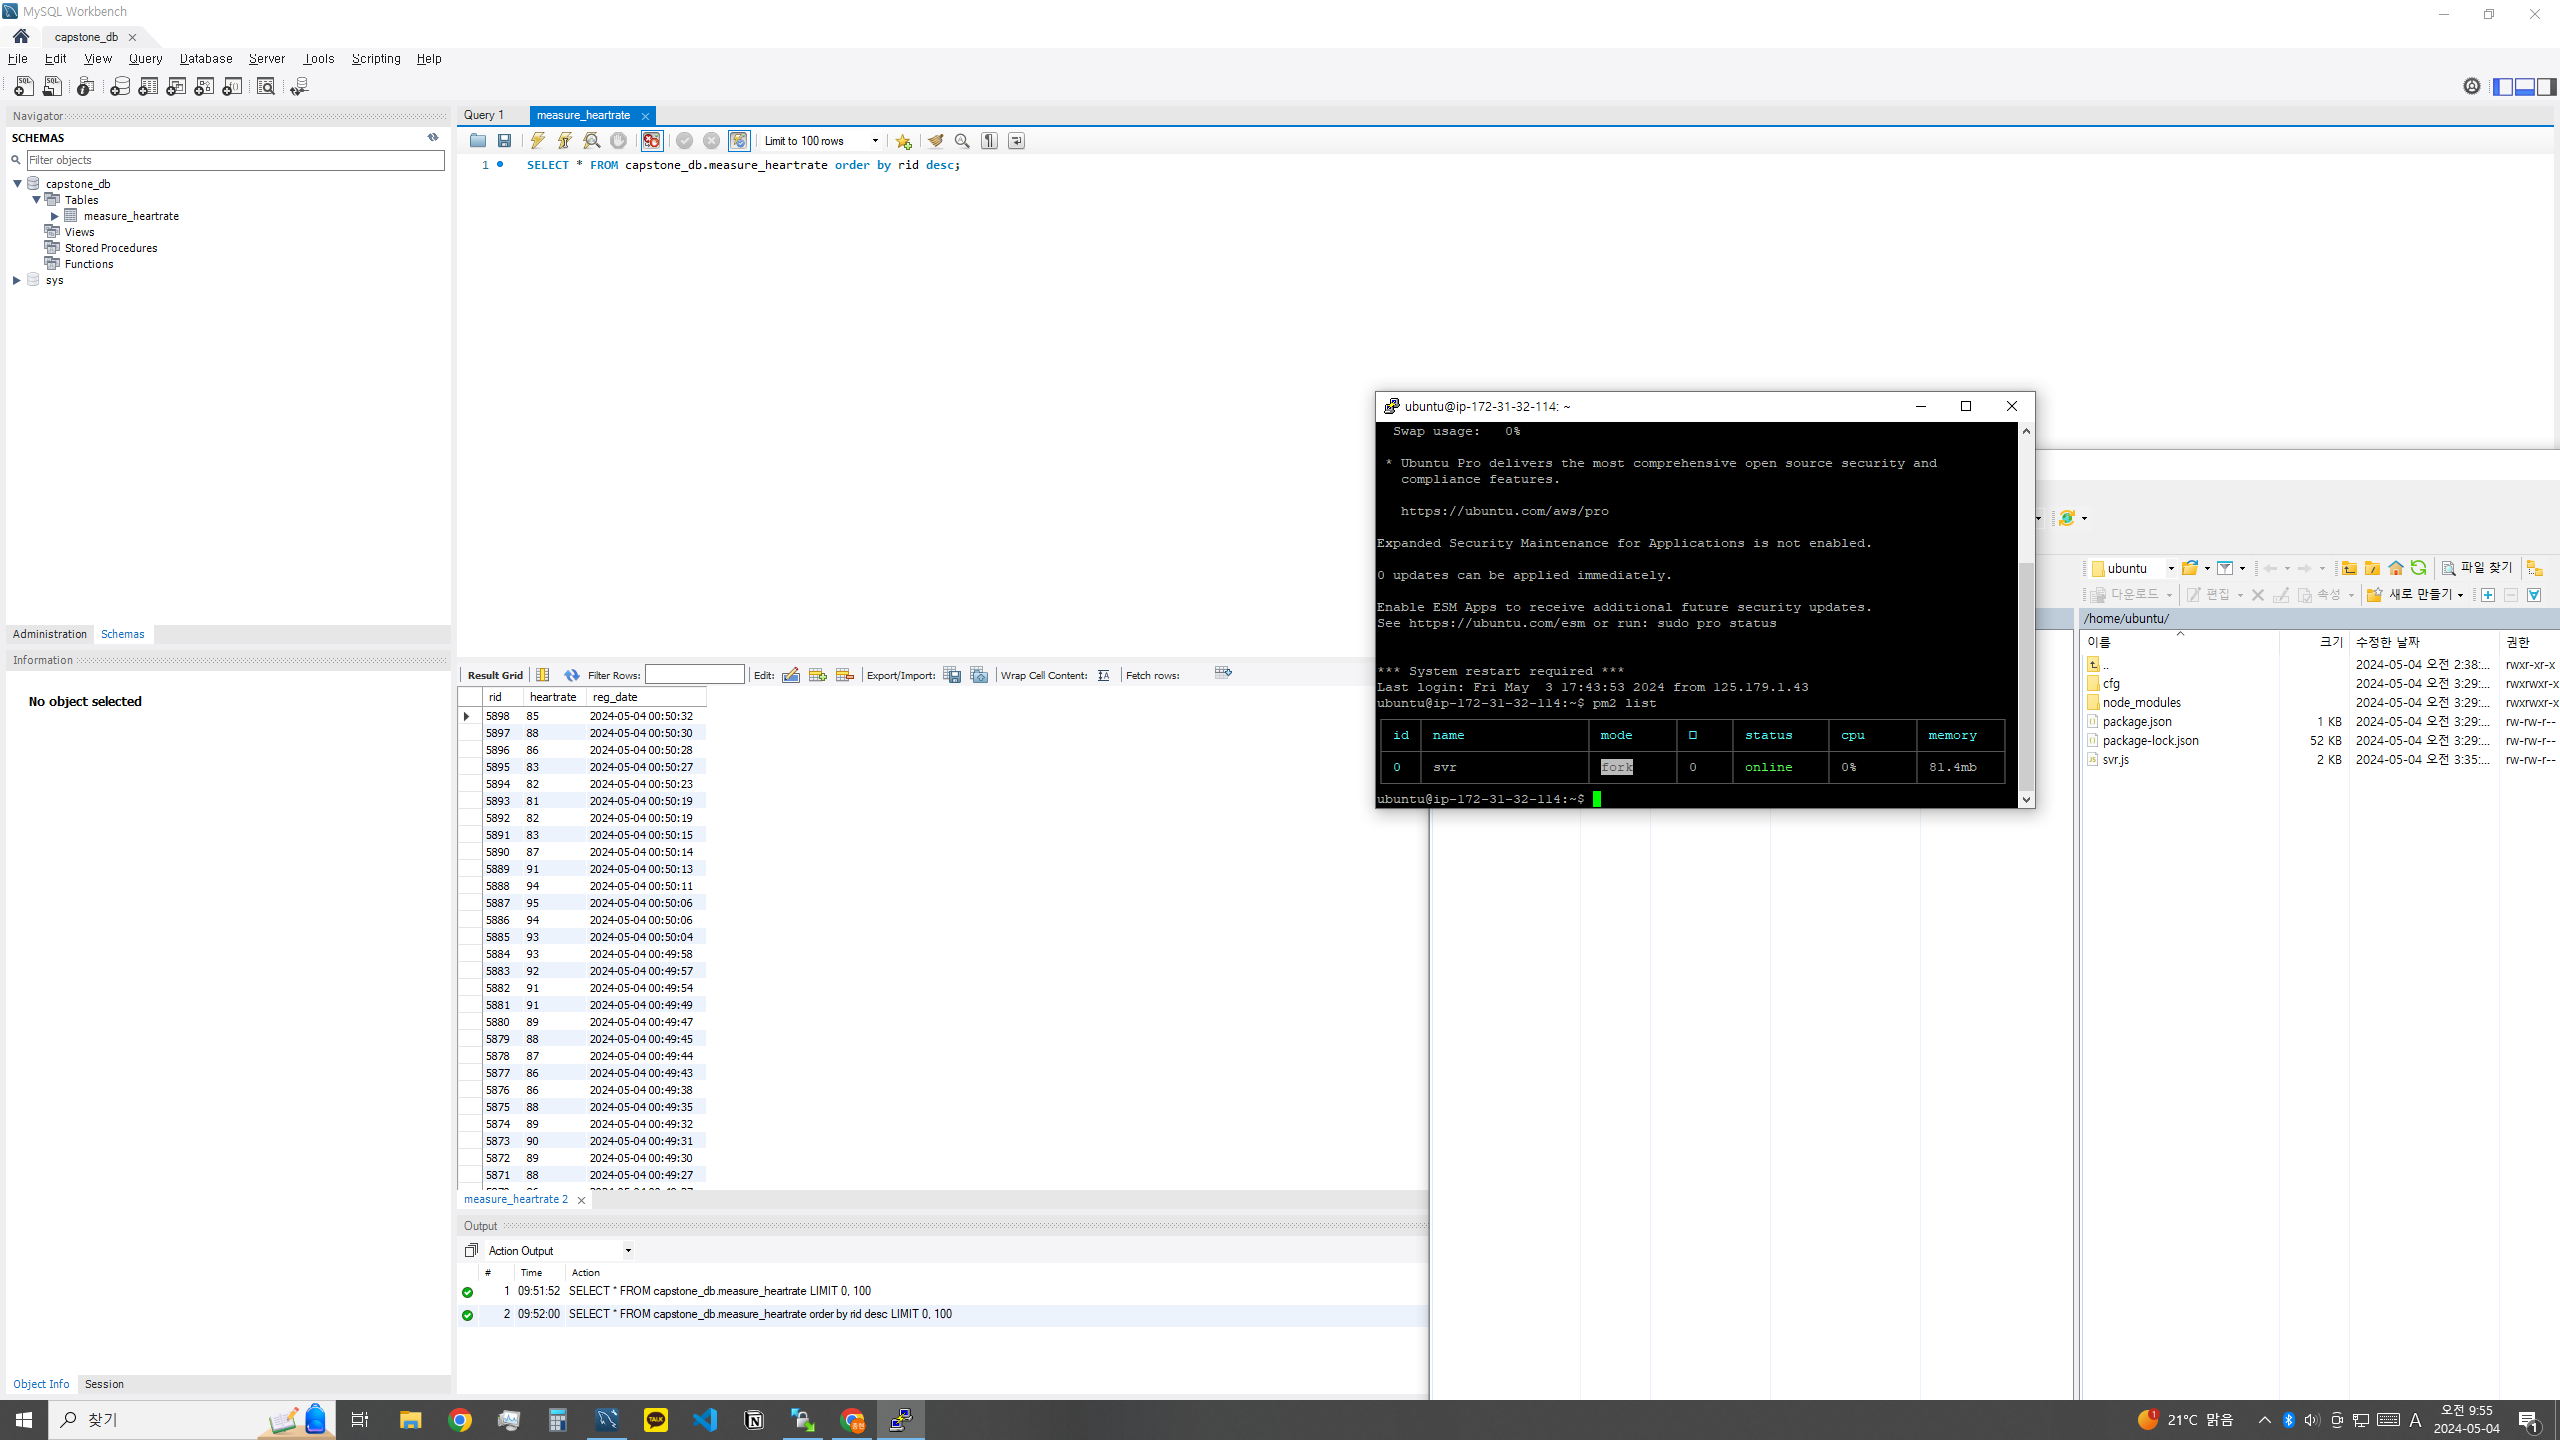 MySQL Workbench
capstone_db
File Edit View Query Database Server Tools Scripting Help
Navigator
SCHEMAS
Filter objects
capstone_db
Tables
measure_heartrate
Views
Stored Procedures
Functions
sys
Administration Schemas
Information
No object selected
Object Info Session
Query 1 measure_heartrate
Limit to 100 rows
1 SELECT * FROM capstone_db.measure_heartrate order by rid desc;
Result Grid Filter Rows: Edit: Export/Import: Wrap Cell Content: Fetch rows:
rid heartrate reg_date
5898 85 2024-05-04 00:50:32
5897 88 2024-05-04 00:50:30
5896 86 2024-05-04 00:50:28
5895 83 2024-05-04 00:50:27
5894 82 2024-05-04 00:50:23
5893 81 2024-05-04 00:50:19
5892 82 2024-05-04 00:50:19
5891 83 2024-05-04 00:50:15
5890 87 2024-05-04 00:50:14
5889 91 2024-05-04 00:50:13
5888 94 2024-05-04 00:50:11
5887 95 2024-05-04 00:50:06
5886 94 2024-05-04 00:50:06
5885 93 2024-05-04 00:50:04
5884 93 2024-05-04 00:49:58
5883 92 2024-05-04 00:49:57
5882 91 2024-05-04 00:49:54
5881 91 2024-05-04 00:49:49
5880 89 2024-05-04 00:49:47
5879 88 2024-05-04 00:49:45
5878 87 2024-05-04 00:49:44
5877 86 2024-05-04 00:49:43
5876 86 2024-05-04 00:49:38
5875 88 2024-05-04 00:49:35
5874 89 2024-05-04 00:49:32
5873 90 2024-05-04 00:49:31
5872 89 2024-05-04 00:49:30
5871 88 2024-05-04 00:49:27
measure_heartrate 2
Output
Action Output
# Time Action
1 09:51:52 SELECT * FROM capstone_db.measure_heartrate LIMIT 0, 100
2 09:52:00 SELECT * FROM capstone_db.measure_heartrate order by rid desc LIMIT 0, 100
ubuntu@ip-172-31-32-114: ~
Swap usage: 0%
* Ubuntu Pro delivers the most comprehensive open source security and
compliance features.
https://ubuntu.com/aws/pro
Expanded Security Maintenance for Applications is not enabled.
0 updates can be applied immediately.
Enable ESM Apps to receive additional future security updates.
See https://ubuntu.com/esm or run: sudo pro status
*** System restart required ***
Last login: Fri May 3 17:43:53 2024 from 125.179.1.43
ubuntu@ip-172-31-32-114:~$ pm2 list
id name mode status cpu memory
0 svr fork 0 online 0% 81.4mb
ubuntu@ip-172-31-32-114:~$
ubuntu 파일 찾기
다운로드 편집 속성 새로 만들기
/home/ubuntu/
이름 크기 수정한 날짜 권한
.. 2024-05-04 오전 2:38:... rwxr-xr-x
cfg 2024-05-04 오전 3:29:... rwxrwxr-x
node_modules 2024-05-04 오전 3:29:... rwxrwxr-x
package.json 1 KB 2024-05-04 오전 3:29:... rw-rw-r--
package-lock.json 52 KB 2024-05-04 오전 3:29:... rw-rw-r--
svr.js 2 KB 2024-05-04 오전 3:35:... rw-rw-r--
찾기
TALK
21°C 맑음
A
오전 9:55
2024-05-04